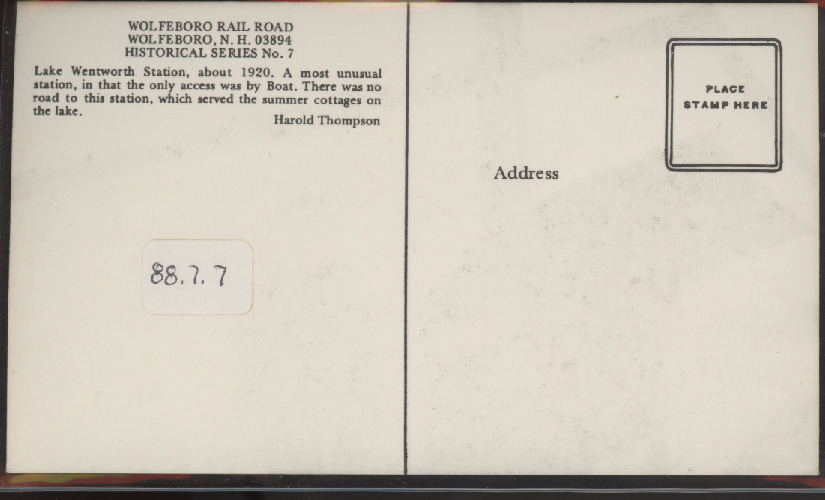 WOLFEBORO RAIL ROAD
WOLFEBORO, N. H. 03894
HISTORICAL SERIES No. 7
Lake Wentworth Station, about 1920. A most unusual
station, in that the only access was by Boat. There was no
road to this station, which served the summer cottages on
the lake.
Harold Thompson
88.7.7
PLACE
STAMP HERE
Address